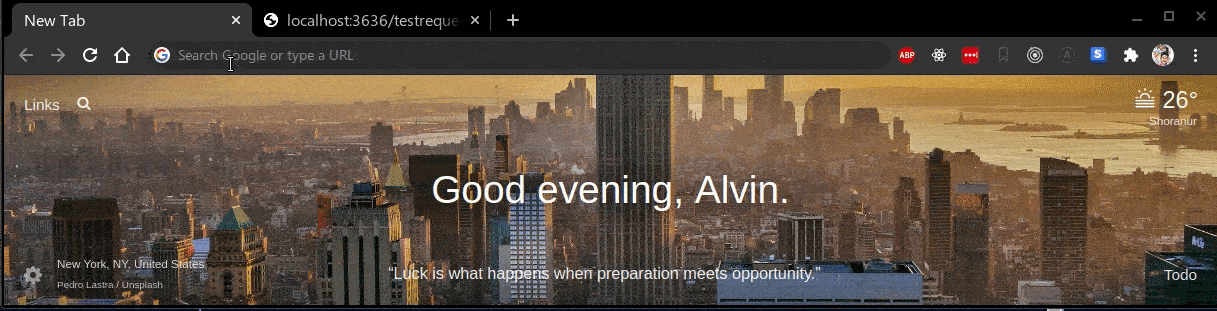 New Tab
localhost:3636/testreque
Search Google or type a URL
ABP
S
Links
26°
Shoranur
Good evening, Alvin.
New York, NY, United States
Pedro Lastra / Unsplash
“Luck is what happens when preparation meets opportunity.”
Todo